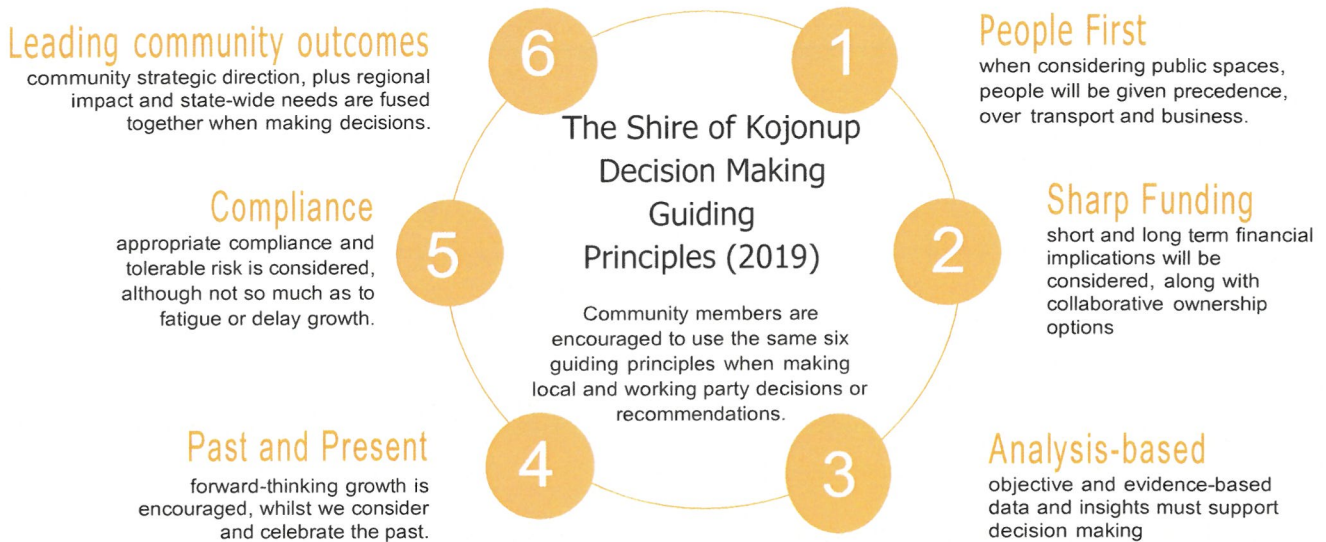 The Shire of Kojonup
Decision Making
Guiding
Principles (2019)
Community members are
encouraged to use the same six
guiding principles when making
local and working party decisions or
recommendations.
1
People First
when considering public spaces,
people will be given precedence,
over transport and business.
2
Sharp Funding
short and long term financial
implications will be
considered, along with
collaborative ownership
options
3
Analysis-based
objective and evidence-based
data and insights must support
decision making
4
Past and Present
forward-thinking growth is
encouraged, whilst we consider
and celebrate the past.
5
Compliance
appropriate compliance and
tolerable risk is considered,
although not so much as to
fatigue or delay growth.
6
Leading community outcomes
community strategic direction, plus regional
impact and state-wide needs are fused
together when making decisions.